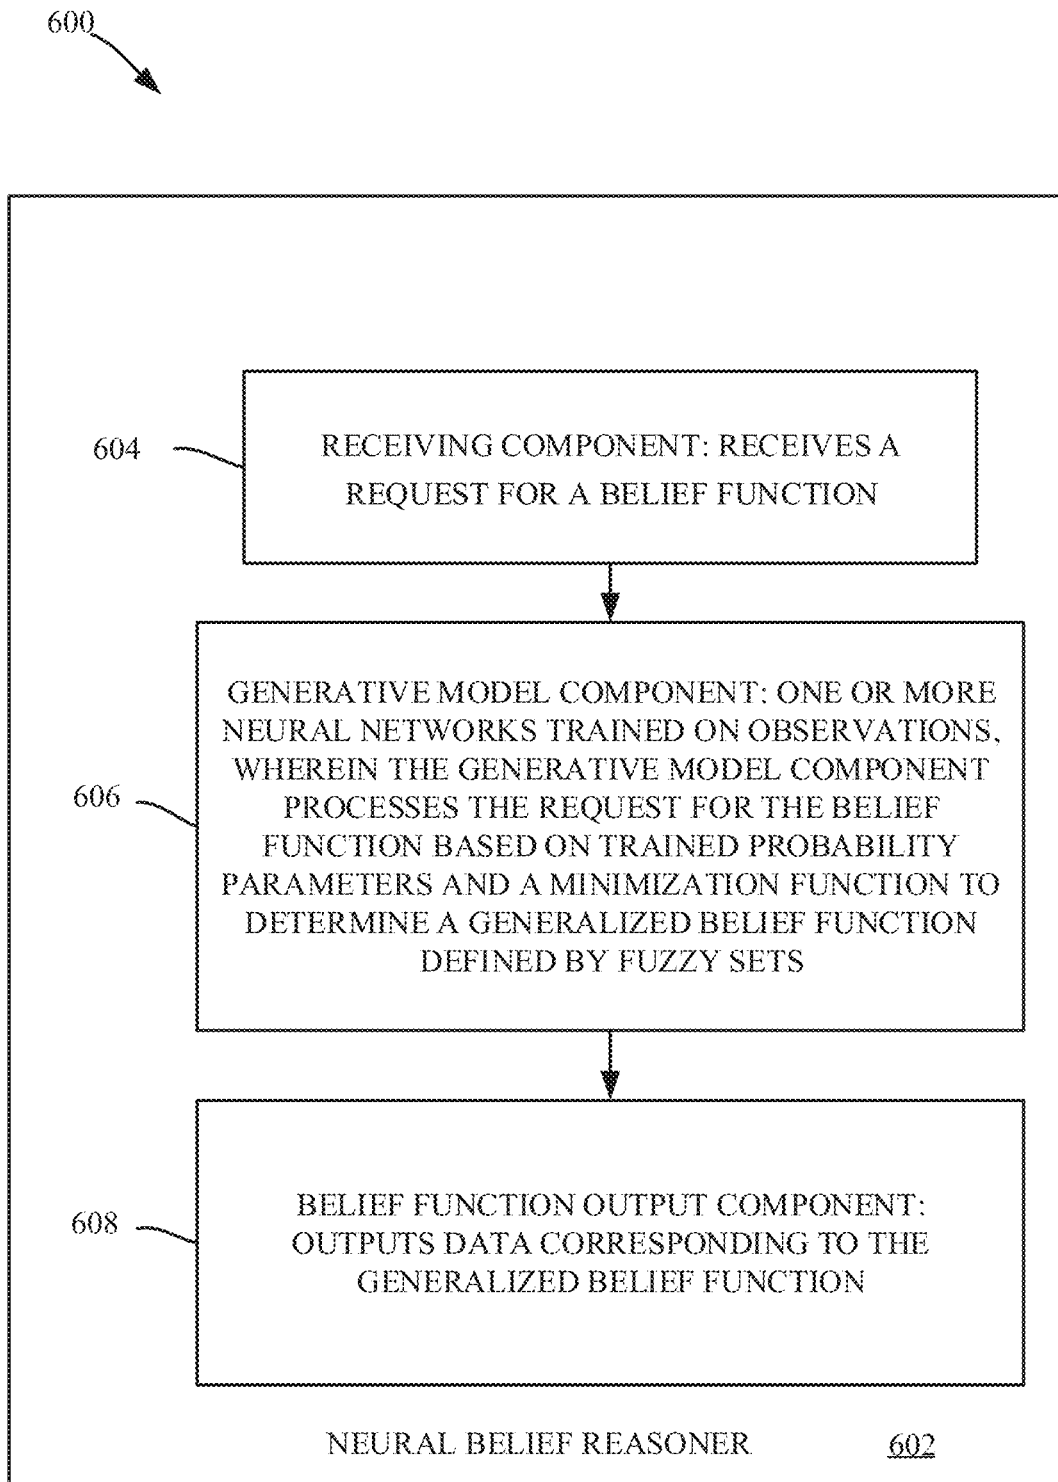 600
604
RECEIVING COMPONENT: RECEIVES A
REQUEST FOR A BELIEF FUNCTION
606
GENERATIVE MODEL COMPONENT: ONE OR MORE
NEURAL NETWORKS TRAINED ON OBSERVATIONS,
WHEREIN THE GENERATIVE MODEL COMPONENT
PROCESSES THE REQUEST FOR THE BELIEF
FUNCTION BASED ON TRAINED PROBABILITY
PARAMETERS AND A MINIMIZATION FUNCTION TO
DETERMINE A GENERALIZED BELIEF FUNCTION
DEFINED BY FUZZY SETS
608
BELIEF FUNCTION OUTPUT COMPONENT:
OUTPUTS DATA CORRESPONDING TO THE
GENERALIZED BELIEF FUNCTION
NEURAL BELIEF REASONER 602